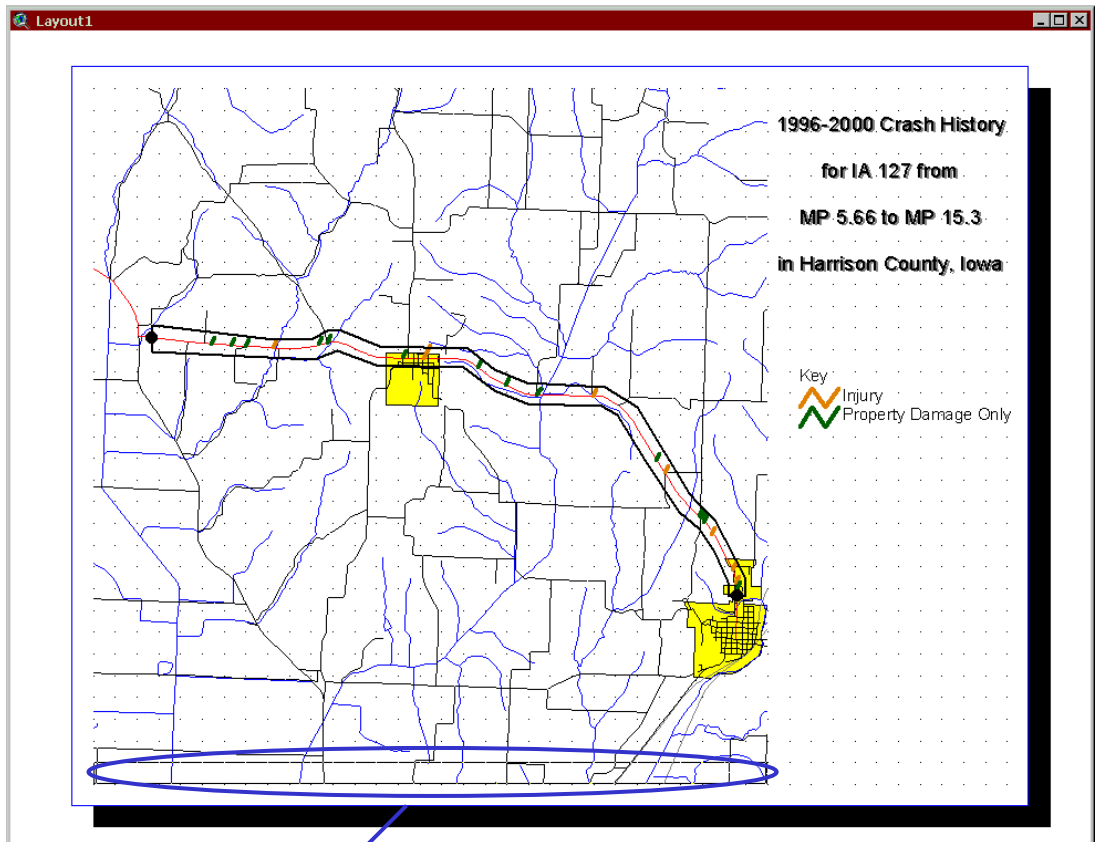 Layout1
1996-2000 Crash History
for IA 127 from
MP 5.66 to MP 15.3
in Harrison County, Iowa
Key
Injury
Property Damage Only